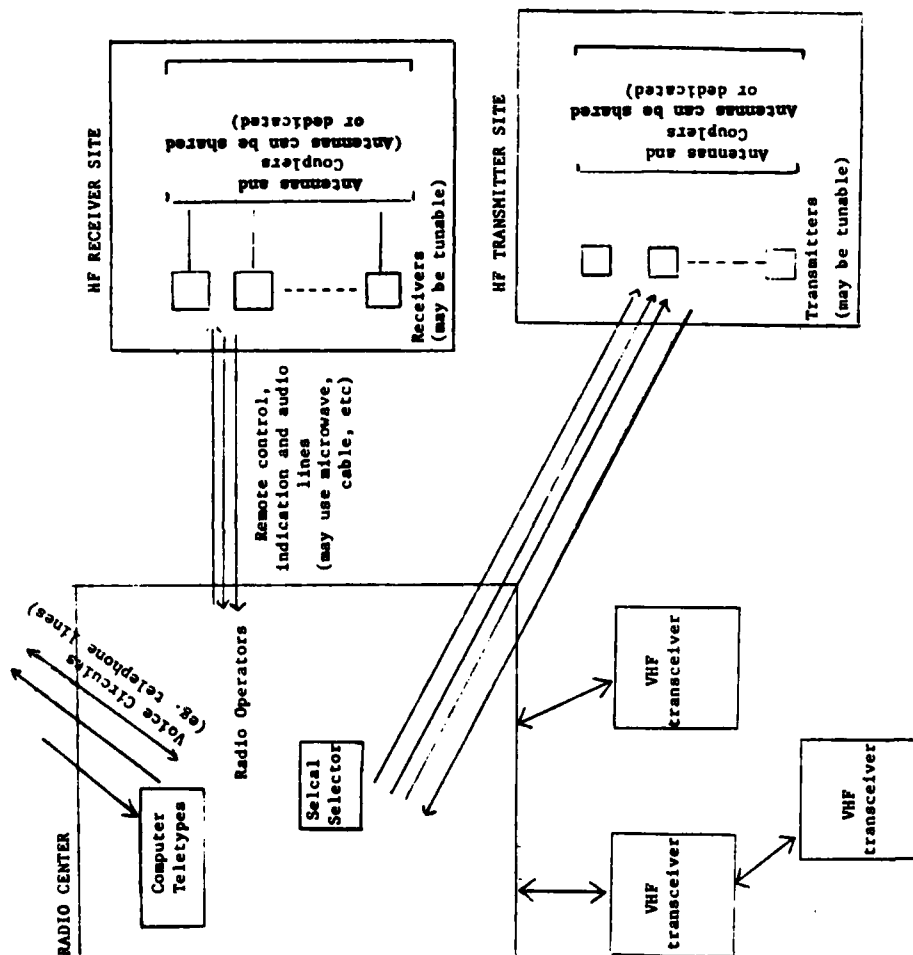 RADIO CENTER
Computer
Teletypes
Voice Circuits
(eg. telephone lines)
Radio Operators
Selcal
Selector
VHF
transceiver
VHF
transceiver
VHF
transceiver
Remote control,
indication and audio
lines
(may use microwave,
cable, etc)
HF RECEIVER SITE
Receivers
(may be tunable)
Antennas and
Couplers
(Antennas can be shared
or dedicated)
HF TRANSMITTER SITE
Transmitters
(may be tunable)
Antennas and
Couplers
Antennas can be shared
or dedicated)